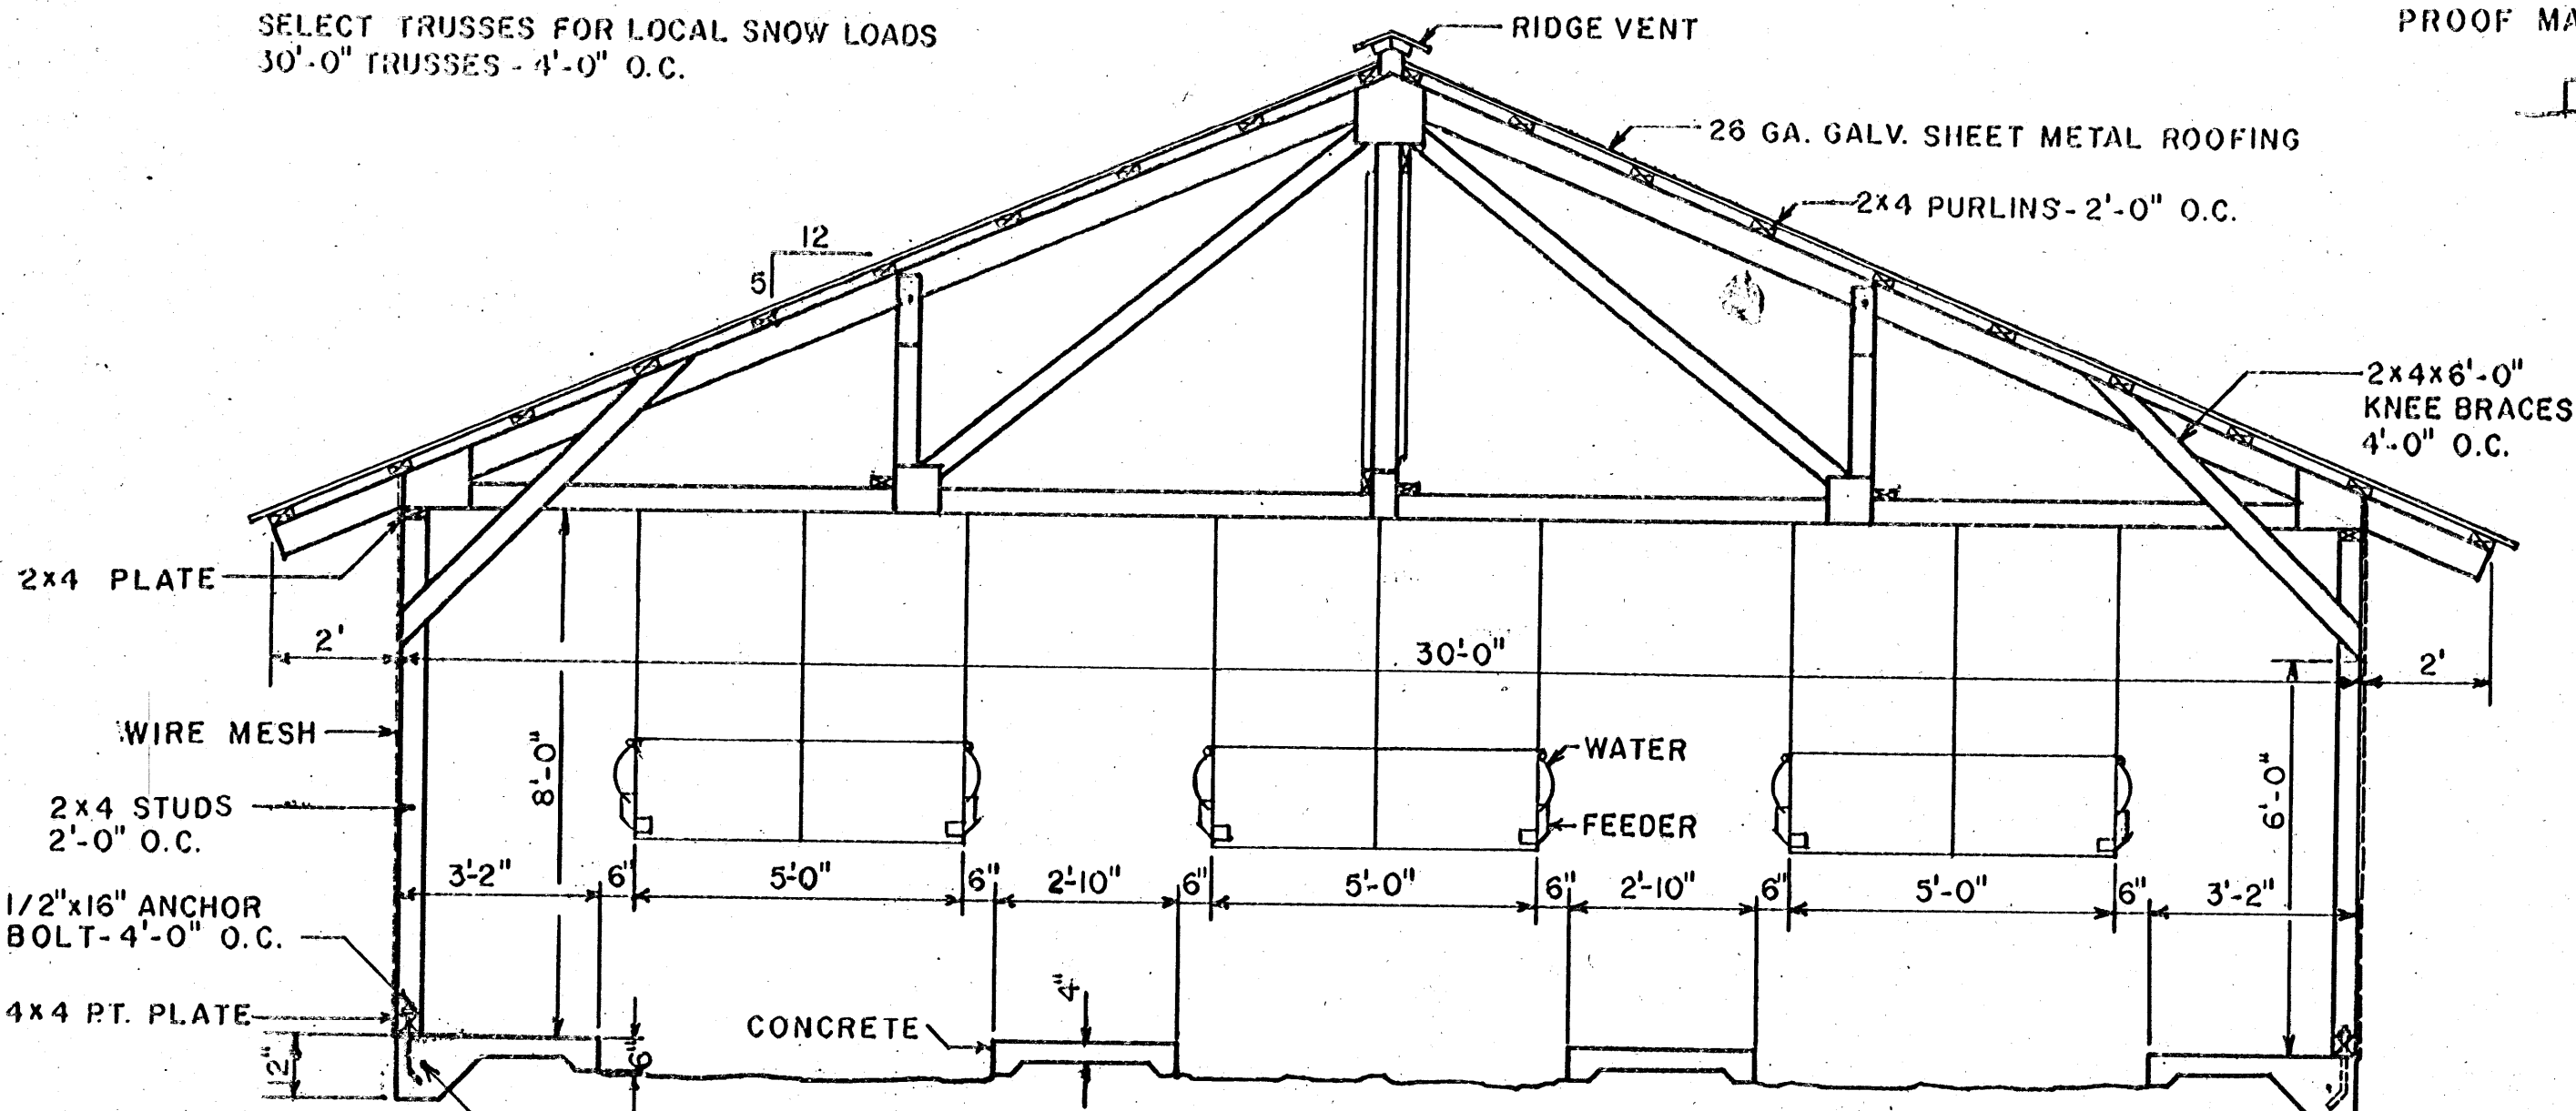 SELECT TRUSSES FOR LOCAL SNOW LOADS
30'-0" TRUSSES - 4'-0" O.C.
RIDGE VENT
PROOF MA
26 GA. GALV. SHEET METAL ROOFING
2x4 PURLINS- 2'-0" O.C.
12
5
2x4x6'-0"
KNEE BRACES
4'-0" O.C.
2x4 PLATE
2'
30'-0"
2'
WIRE MESH
8'-0"
WATER
6'-0"
2x4 STUDS
2'-0" O.C.
FEEDER
3'-2"
6"
5'-0"
6"
2'-10"
6"
5'-0"
6"
2'-10"
6"
5'-0"
6"
3'-2"
1/2"x16" ANCHOR
BOLT- 4'-0" O.C.
4"
4x4 P.T. PLATE
CONCRETE
12"
6"